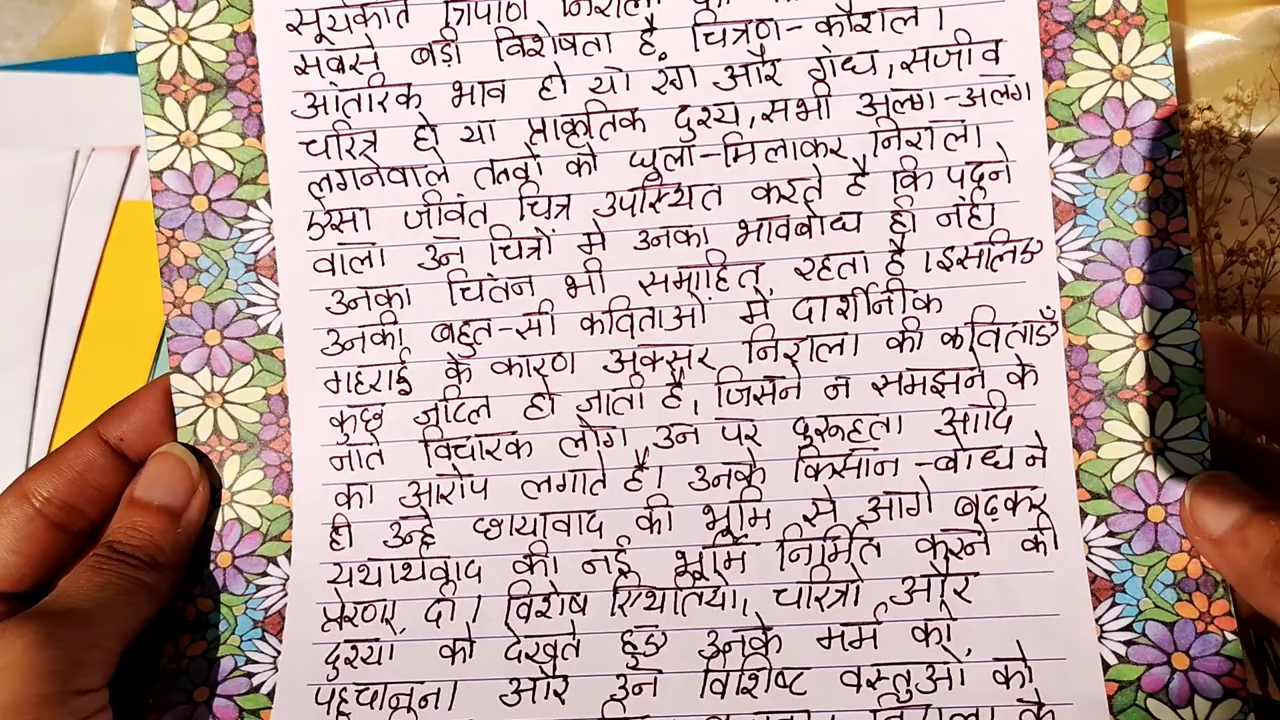 सूर्यकांत त्रिपाठी निराला
सबसे बड़ी विशेषता है, चित्रण-कौशल।
आंतरिक भाव हो या रंग और गंध, सजीव
चरित्र हो या प्राकृतिक दृश्य, सभी अलग-अलग
लगनेवाले तत्वों को घुला-मिलाकर निराला
ऐसा जीवंत चित्र उपस्थित करते है कि पढ़ने
वाला उन चित्रों मे उनका भावबोध ही नंही
उनका चिंतन भी समाहित रहता है। इसलिए
उनकी बहुत-सी कविताओं में दार्शनीक
गहराई के कारण अक्सर निराला की कविताएँ
कुछ जटिल हो जाती है, जिसने न समझने के
नाते विचारक लोग उन पर दुरूहता आदि
का आरोप लगाते है। उनके किसान-बोध ने
ही उन्हे छायावाद की भूमि से आगे बढ़कर
यथार्थवाद की नई भूमि निर्मित करने की
प्रेरणा दी। विशेष स्थितियों, चरित्रो और
दृश्यों को देखते हुए उनके मर्म को
पहचानना और उन विशिष्ट वस्तुओं को